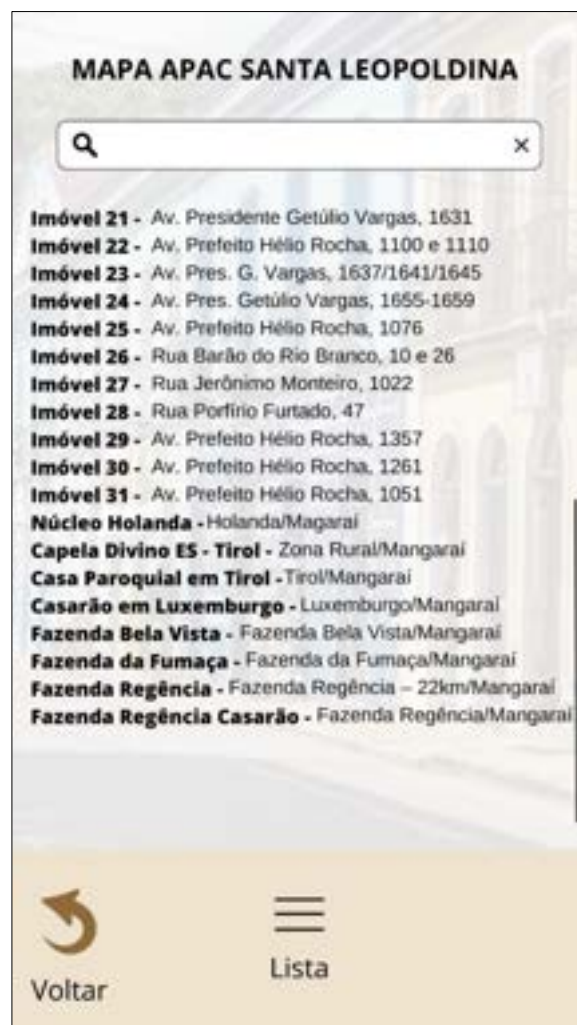 MAPA APAC SANTA LEOPOLDINA
Imóvel 21 - Av. Presidente Getúlio Vargas, 1631
Imóvel 22 - Av. Prefeito Hélio Rocha, 1100 e 1110
Imóvel 23 - Av. Pres. G. Vargas, 1637/1641/1645
Imóvel 24 - Av. Pres. Getúlio Vargas, 1655-1659
Imóvel 25 - Av. Prefeito Hélio Rocha, 1076
Imóvel 26 - Rua Barão do Rio Branco, 10 e 26
Imóvel 27 - Rua Jerônimo Monteiro, 1022
Imóvel 28 - Rua Porfírio Furtado, 47
Imóvel 29 - Av. Prefeito Hélio Rocha, 1357
Imóvel 30 - Av. Prefeito Hélio Rocha, 1261
Imóvel 31 - Av. Prefeito Hélio Rocha, 1051
Núcleo Holanda -Holanda/Magaraí
Capela Divino ES - Tirol - Zona Rural/Mangaraí
Casa Paroquial em Tirol -Tirol/Mangaraí
Casarão em Luxemburgo - Luxemburgo/Mangaraí
Fazenda Bela Vista - Fazenda Bela Vista/Mangaraí
Fazenda da Fumaça - Fazenda da Fumaça/Mangaraí
Fazenda Regência - Fazenda Regência – 22km/Mangaraí
Fazenda Regência Casarão - Fazenda Regência/Mangaraí
Voltar
Lista